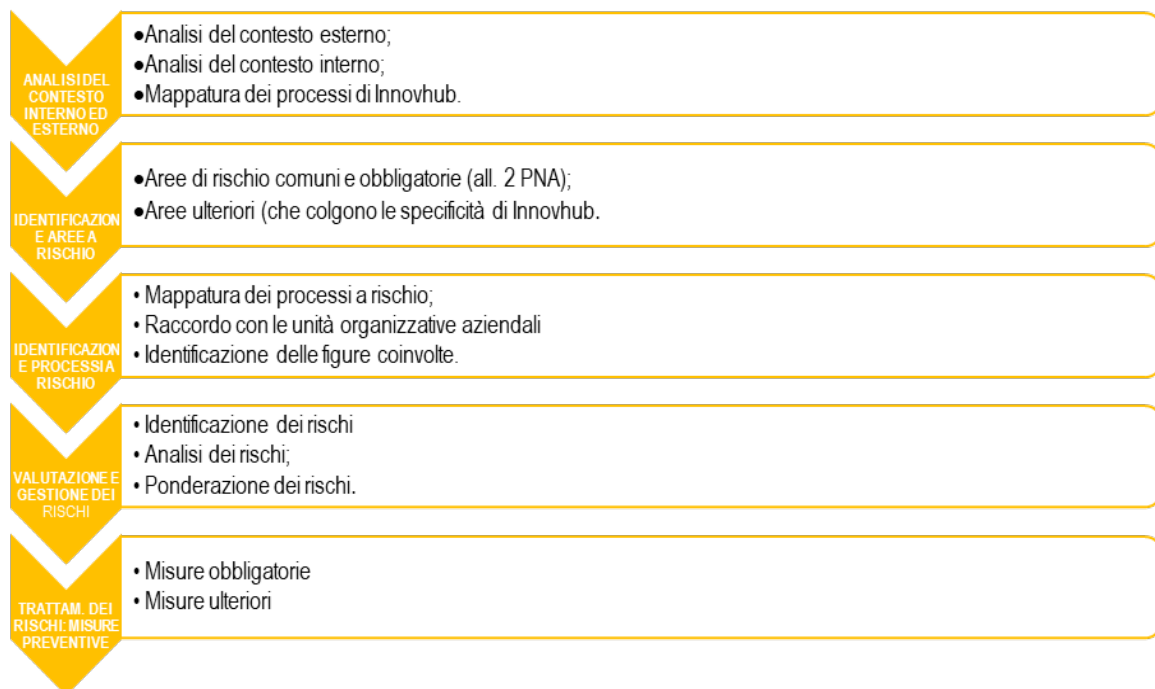 ANALISI DEL
CONTESTO
INTERNO ED
ESTERNO
●Analisi del contesto esterno;
●Analisi del contesto interno;
●Mappatura dei processi di Innovhub.
IDENTIFICAZION
E AREE A
RISCHIO
●Aree di rischio comuni e obbligatorie (all. 2 PNA);
●Aree ulteriori (che colgono le specificità di Innovhub.
IDENTIFICAZION
E PROCESSI A
RISCHIO
• Mappatura dei processi a rischio;
• Raccordo con le unità organizzative aziendali
• Identificazione delle figure coinvolte.
VALUTAZIONE E
GESTIONE DEI
RISCHI
• Identificazione dei rischi
• Analisi dei rischi;
• Ponderazione dei rischi.
TRATTAM. DEI
RISCHI: MISURE
PREVENTIVE
• Misure obbligatorie
• Misure ulteriori